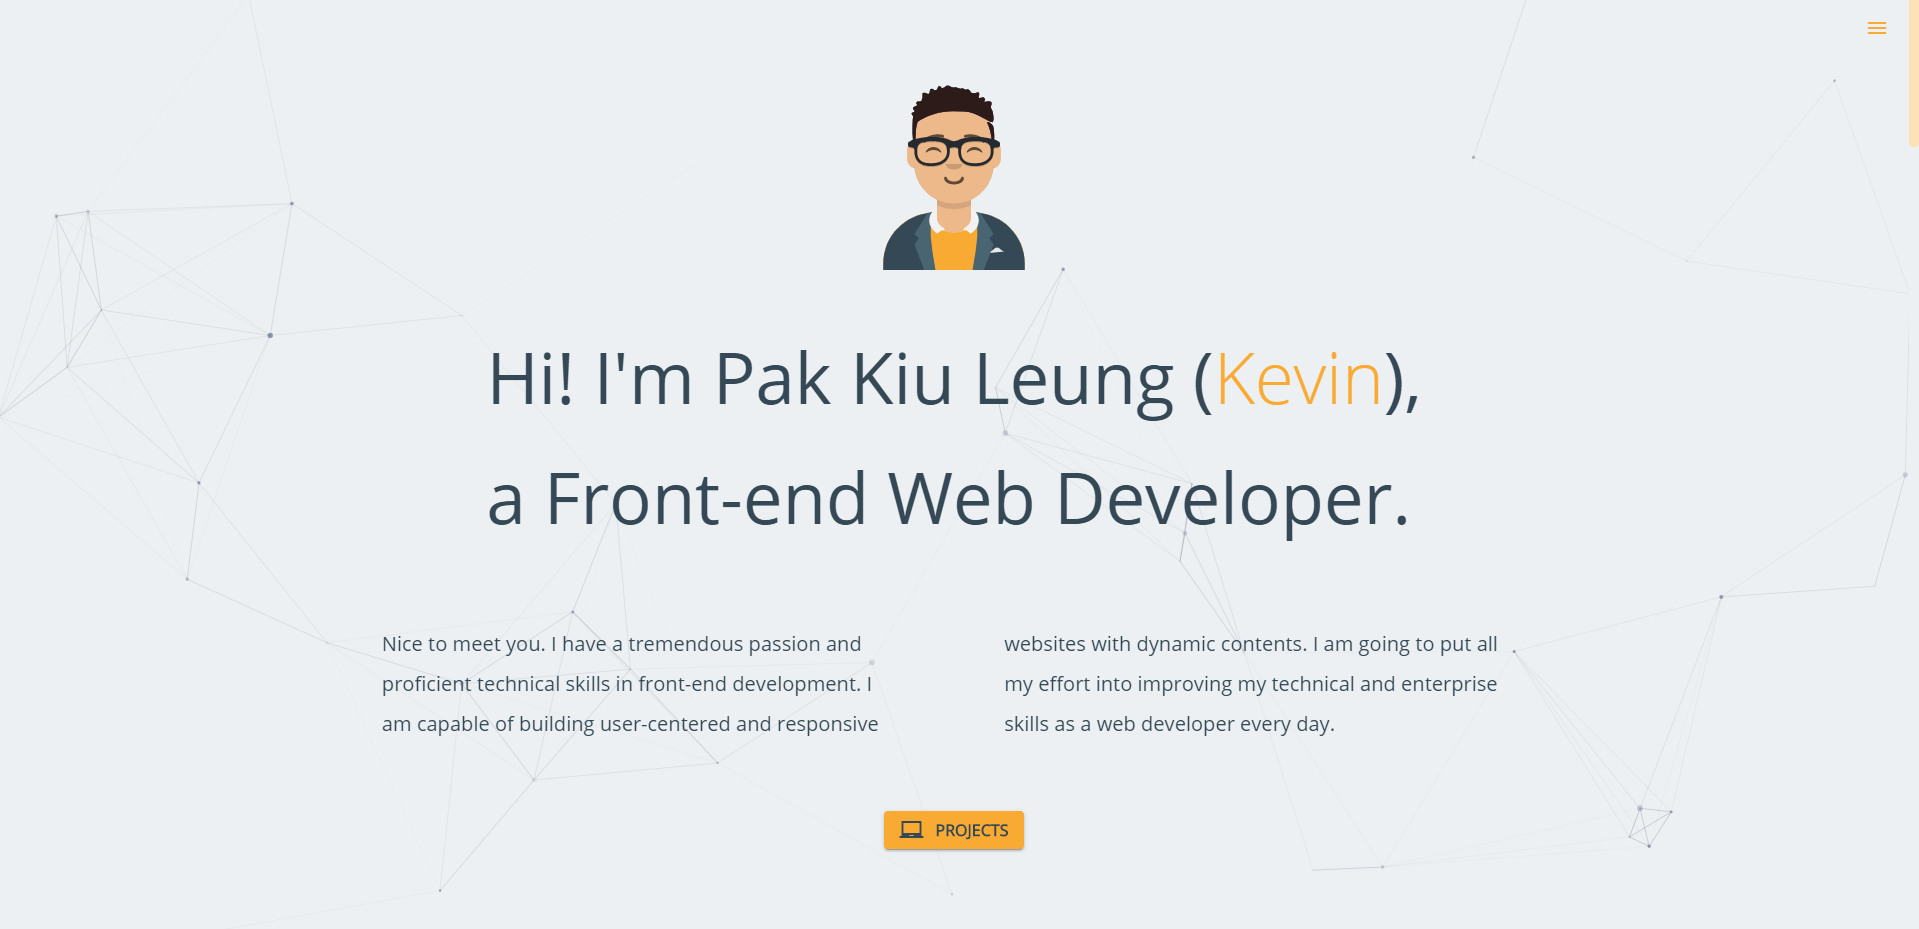 Hi! I'm Pak Kiu Leung (Kevin),
a Front-end Web Developer.
Nice to meet you. I have a tremendous passion and
proficient technical skills in front-end development. I
am capable of building user-centered and responsive
websites with dynamic contents. I am going to put all
my effort into improving my technical and enterprise
skills as a web developer every day.
PROJECTS